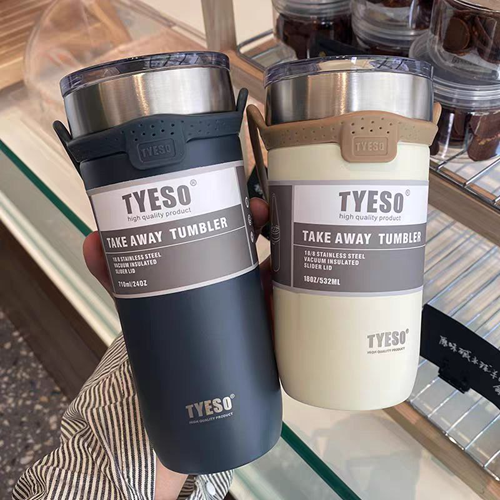 TYESO
TYESO®
high quality product
TAKE AWAY TUMBLER
18/8 STAINLESS STEEL
VACUUM INSULATED
SLIDER LID
710ml/24OZ
TYESO®
HIGH QUALITY PRODUCT
TYESO
TYESO®
high quality product
TAKE AWAY TUMBLER
18/8 STAINLESS STEEL
VACUUM INSULATED
SLIDER LID
18OZ/532ML
TYESO®
HIGH QUALITY PRODUCT